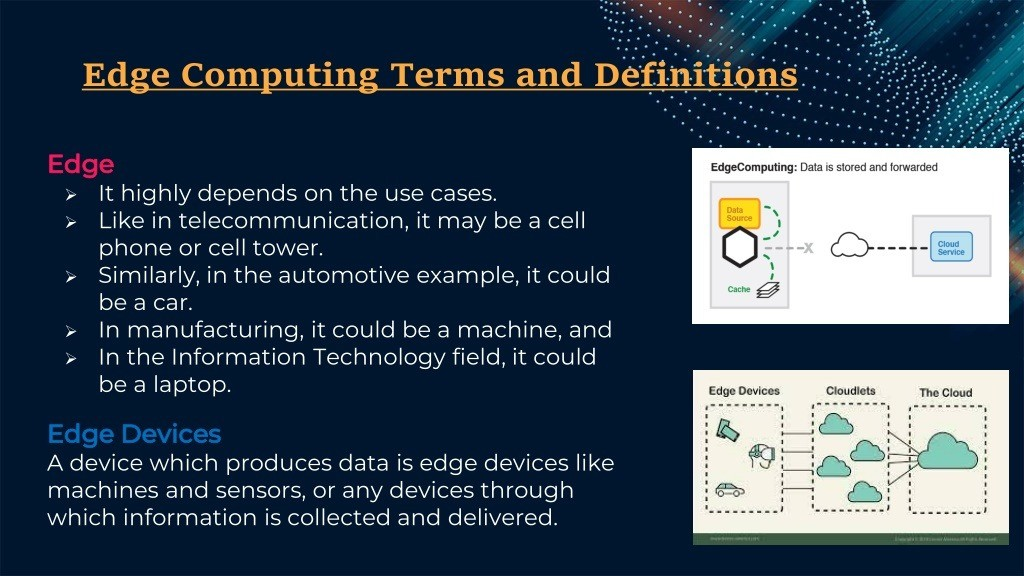 Edge Computing Terms and Definitions
Edge
It highly depends on the use cases.
Like in telecommunication, it may be a cell
phone or cell tower.
Similarly, in the automotive example, it could
be a car.
In manufacturing, it could be a machine, and
In the Information Technology field, it could
be a laptop.
Edge Devices
A device which produces data is edge devices like
machines and sensors, or any devices through
which information is collected and delivered.
EdgeComputing: Data is stored and forwarded
Data
Source
X
Cloud
Service
Cache
Edge Devices
Cloudlets
The Cloud